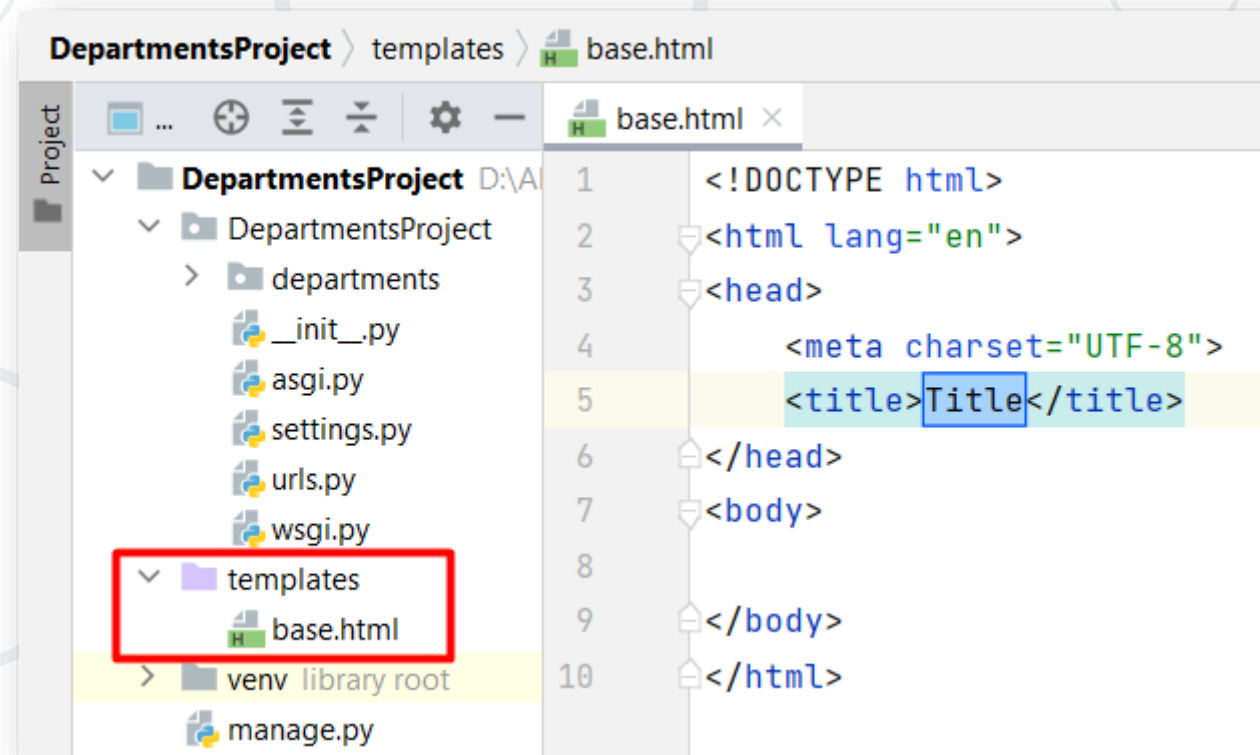 DepartmentsProject 〉 templates 〉 base.html
Project
... base.html ×
DepartmentsProject D:\A
DepartmentsProject
departments
__init__.py
asgi.py
settings.py
urls.py
wsgi.py
templates
base.html
venv library root
manage.py
1 <!DOCTYPE html>
2 <html lang="en">
3 <head>
4 <meta charset="UTF-8">
5 <title>Title</title>
6 </head>
7 <body>
8
9 </body>
10 </html>